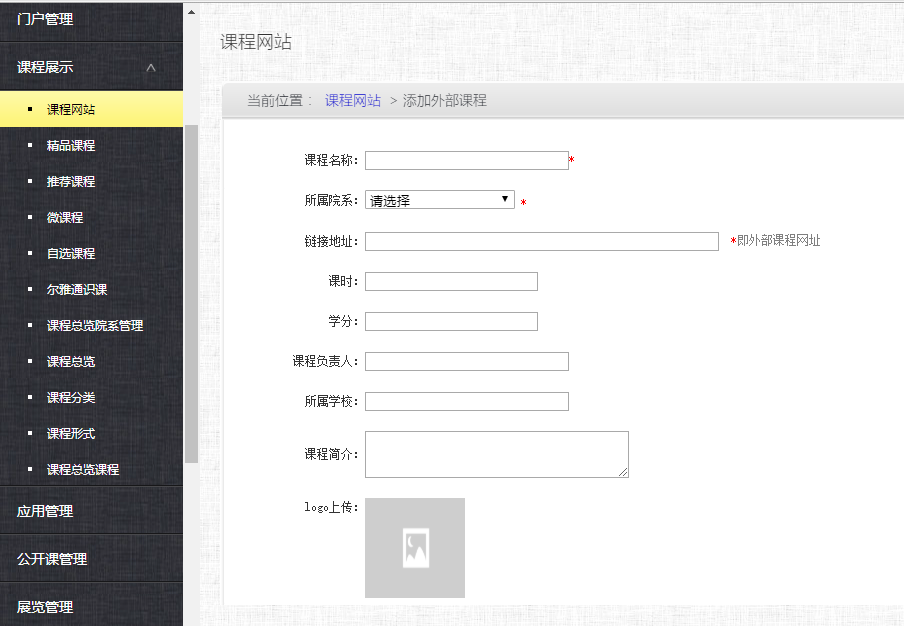 门户管理
课程展示
课程网站
精品课程
推荐课程
微课程
自选课程
尔雅通识课
课程总览院系管理
课程总览
课程分类
课程形式
课程总览课程
应用管理
公开课管理
展览管理
课程网站
当前位置： 课程网站 > 添加外部课程
课程名称： *
所属院系： 请选择 *
链接地址： *即外部课程网址
课时：
学分：
课程负责人：
所属学校：
课程简介：
logo上传：